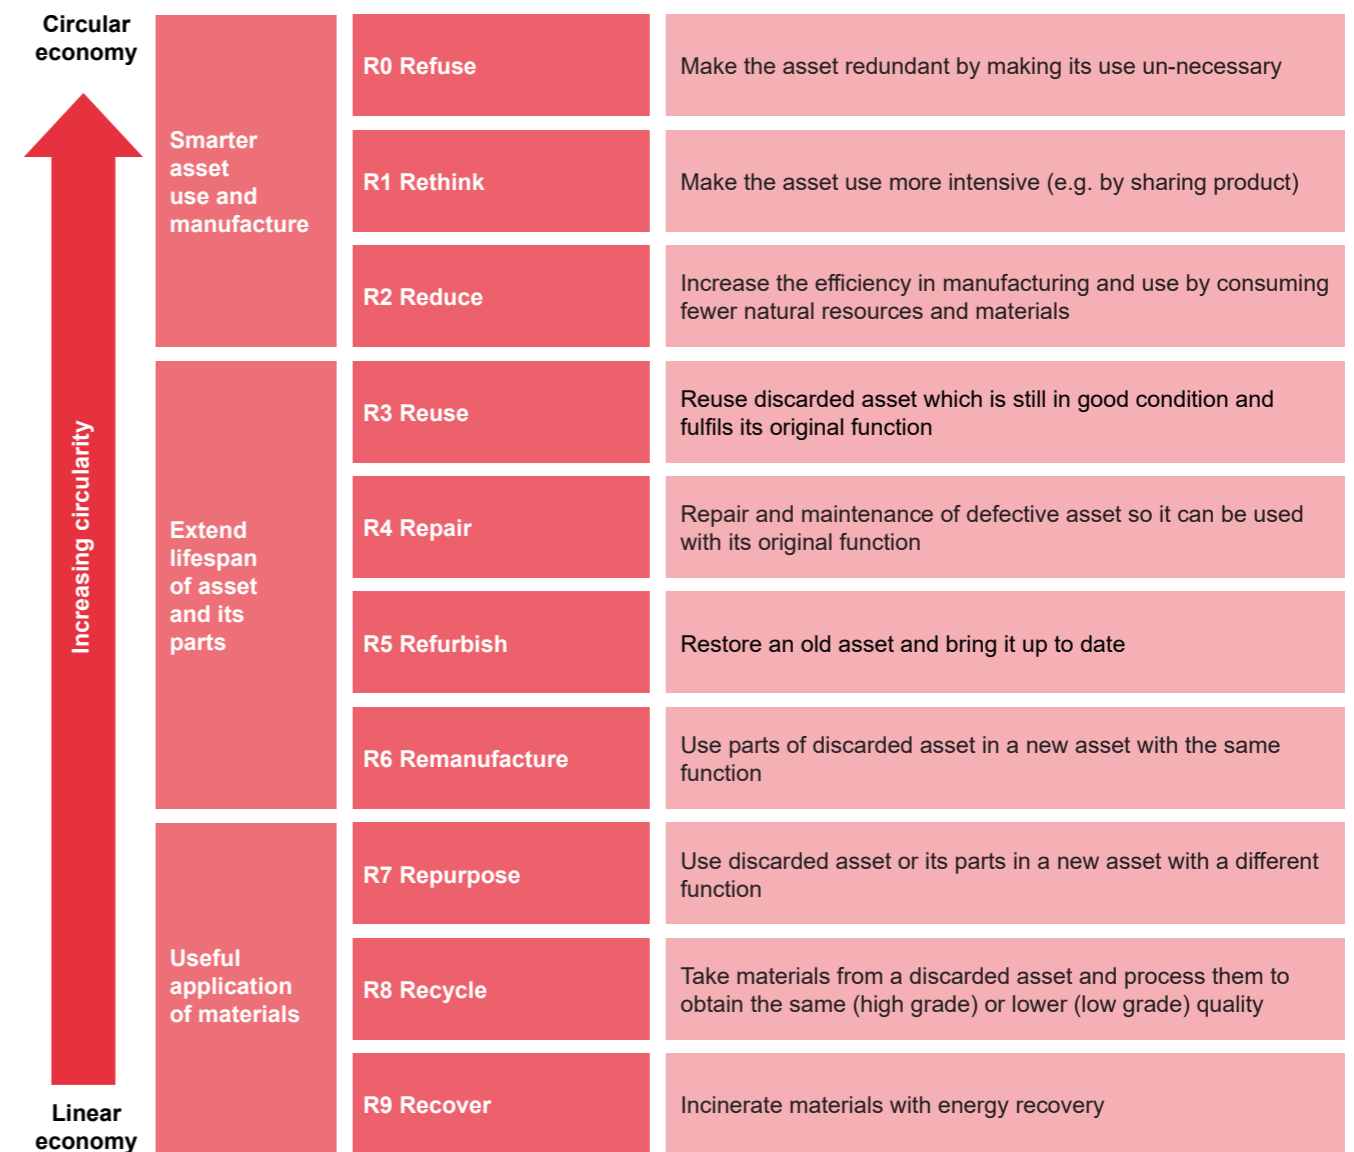 Circular
economy
Increasing circularity
Linear
economy
Smarter
asset
use and
manufacture
R0 Refuse
Make the asset redundant by making its use un-necessary
R1 Rethink
Make the asset use more intensive (e.g. by sharing product)
R2 Reduce
Increase the efficiency in manufacturing and use by consuming
fewer natural resources and materials
Extend
lifespan
of asset
and its
parts
R3 Reuse
Reuse discarded asset which is still in good condition and
fulfils its original function
R4 Repair
Repair and maintenance of defective asset so it can be used
with its original function
R5 Refurbish
Restore an old asset and bring it up to date
R6 Remanufacture
Use parts of discarded asset in a new asset with the same
function
Useful
application
of materials
R7 Repurpose
Use discarded asset or its parts in a new asset with a different
function
R8 Recycle
Take materials from a discarded asset and process them to
obtain the same (high grade) or lower (low grade) quality
R9 Recover
Incinerate materials with energy recovery